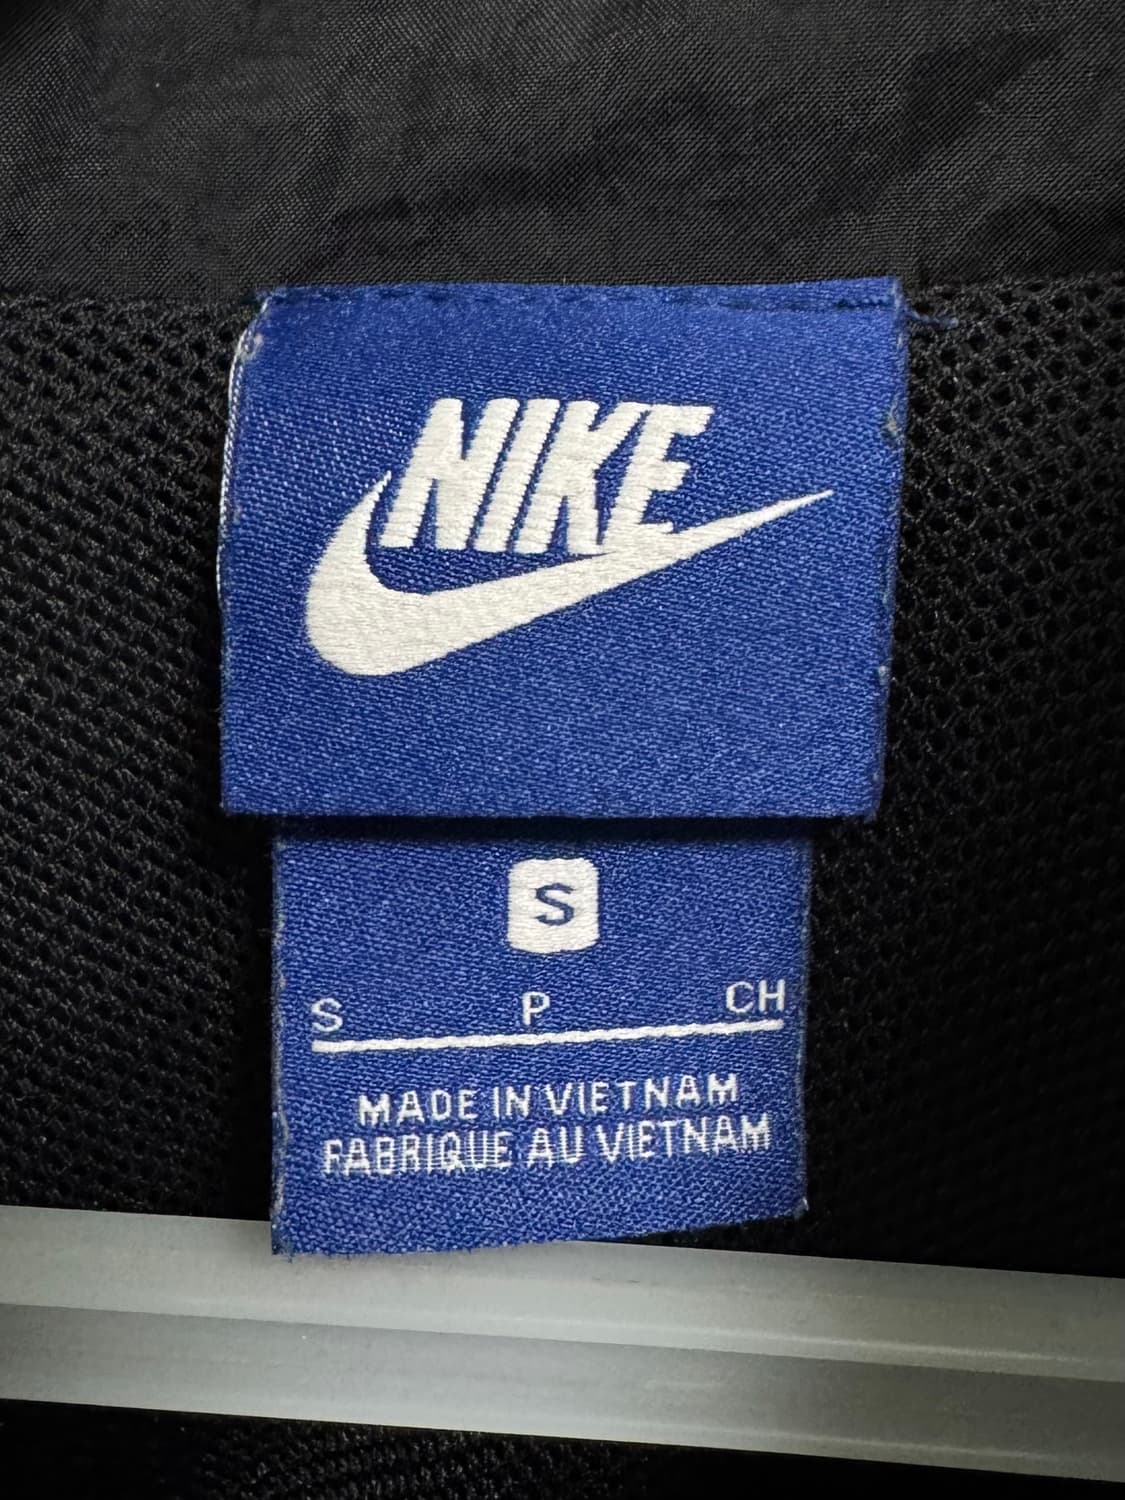 NIKE
S
S P CH
MADE IN VIETNAM
FABRIQUE AU VIETNAM